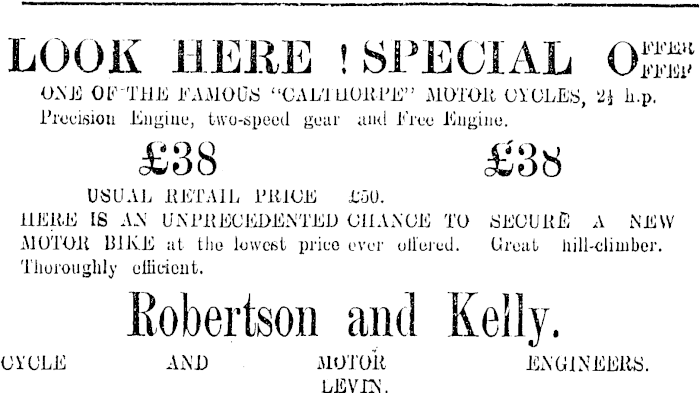 LOOK HERE ! SPECIAL OFFER OFFER
ONE OF THE FAMOUS "CALTHORPE" MOTOR CYCLES, 2½ h.p.
Precision Engine, two-speed gear and Free Engine.
£38 £38
USUAL RETAIL PRICE £50.
HERE IS AN UNPRECEDENTED CHANCE TO SECURE A NEW
MOTOR BIKE at the lowest price ever offered. Great hill-climber.
Thoroughly efficient.
Robertson and Kelly.
CYCLE AND MOTOR ENGINEERS.
LEVIN.